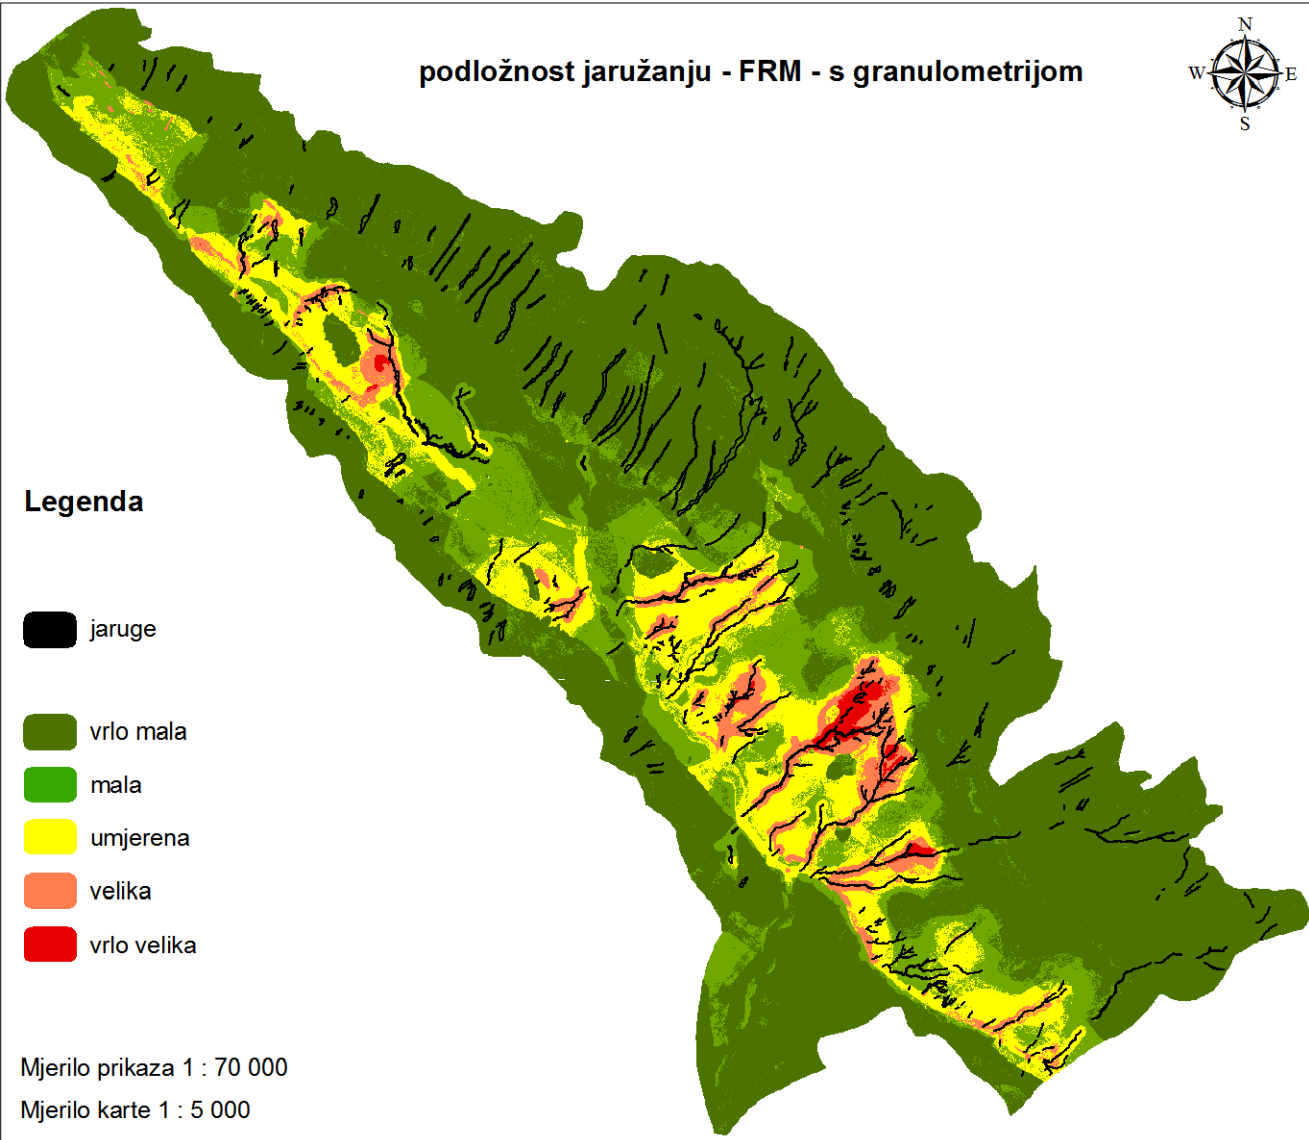 podložnost jaružanju - FRM - s granulometrijom
N
W
E
S
Legenda
jaruge
vrlo mala
mala
umjerena
velika
vrlo velika
Mjerilo prikaza 1 : 70 000
Mjerilo karte 1 : 5 000